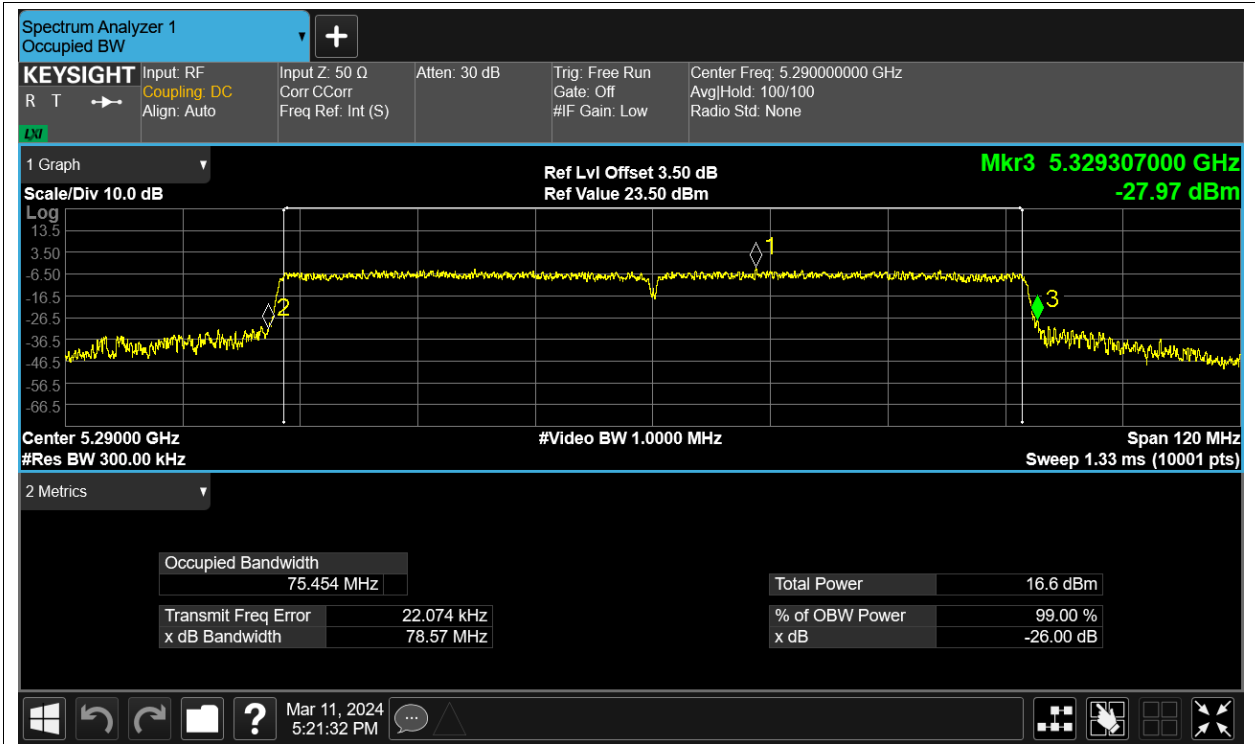 Spectrum Analyzer 1
Occupied BW
KEYSIGHT
R T
LXI
Input: RF
Coupling: DC
Align: Auto
Input Z: 50 Ω
Corr CCorr
Freq Ref: Int (S)
Atten: 30 dB
Trig: Free Run
Gate: Off
#IF Gain: Low
Center Freq: 5.290000000 GHz
Avg|Hold: 100/100
Radio Std: None
1 Graph
Scale/Div 10.0 dB
Ref Lvl Offset 3.50 dB
Ref Value 23.50 dBm
Mkr3 5.329307000 GHz
-27.97 dBm
Log
13.5
3.50
-6.50
-16.5
-26.5
-36.5
-46.5
-56.5
-66.5
1
2
3
Center 5.29000 GHz
#Res BW 300.00 kHz
#Video BW 1.0000 MHz
Span 120 MHz
Sweep 1.33 ms (10001 pts)
2 Metrics
Occupied Bandwidth
75.454 MHz
Transmit Freq Error 22.074 kHz
x dB Bandwidth 78.57 MHz
Total Power 16.6 dBm
% of OBW Power 99.00 %
x dB -26.00 dB
?
Mar 11, 2024
5:21:32 PM